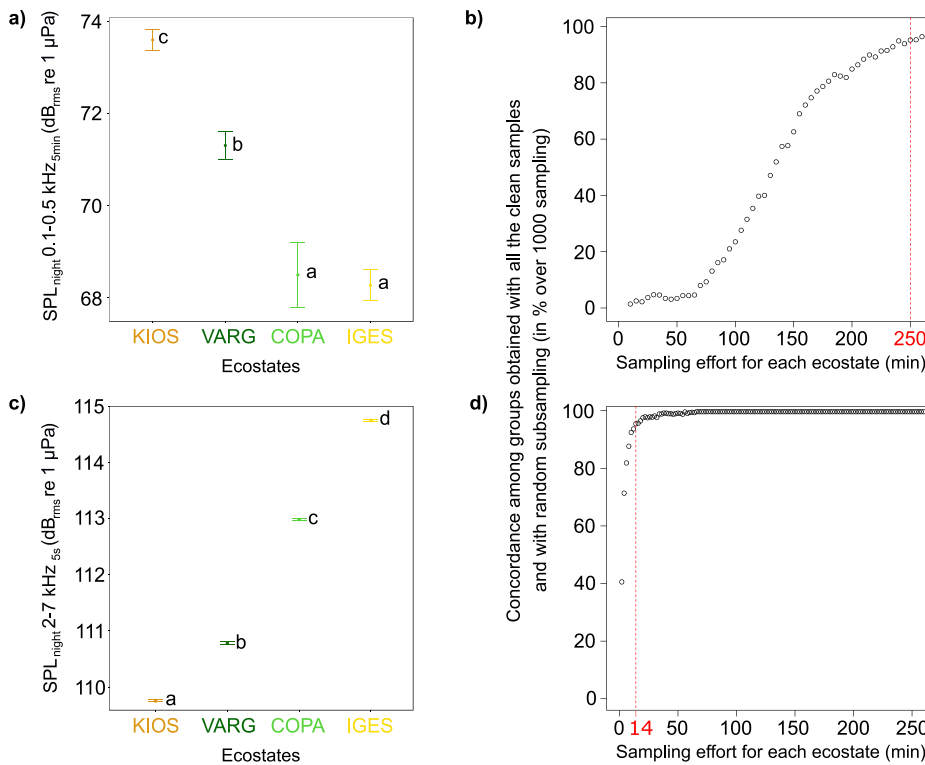 a)
SPLnight 0.1-0.5 kHz5min (dBrms re 1 µPa)
74
72
70
68
c
b
a
a
KIOS VARG COPA IGES
Ecostates
b)
Concordance among groups obtained with all the clean samples
and with random subsampling (in % over 1000 sampling)
100
80
60
40
20
0
0 50 100 150 200 250
Sampling effort for each ecostate (min)
c)
SPLnight 2-7 kHz 5s (dBrms re 1 µPa)
115
114
113
111
110
d
c
b
a
KIOS VARG COPA IGES
Ecostates
d)
100
80
60
40
20
0
0 14 50 100 150 200 250
Sampling effort for each ecostate (min)